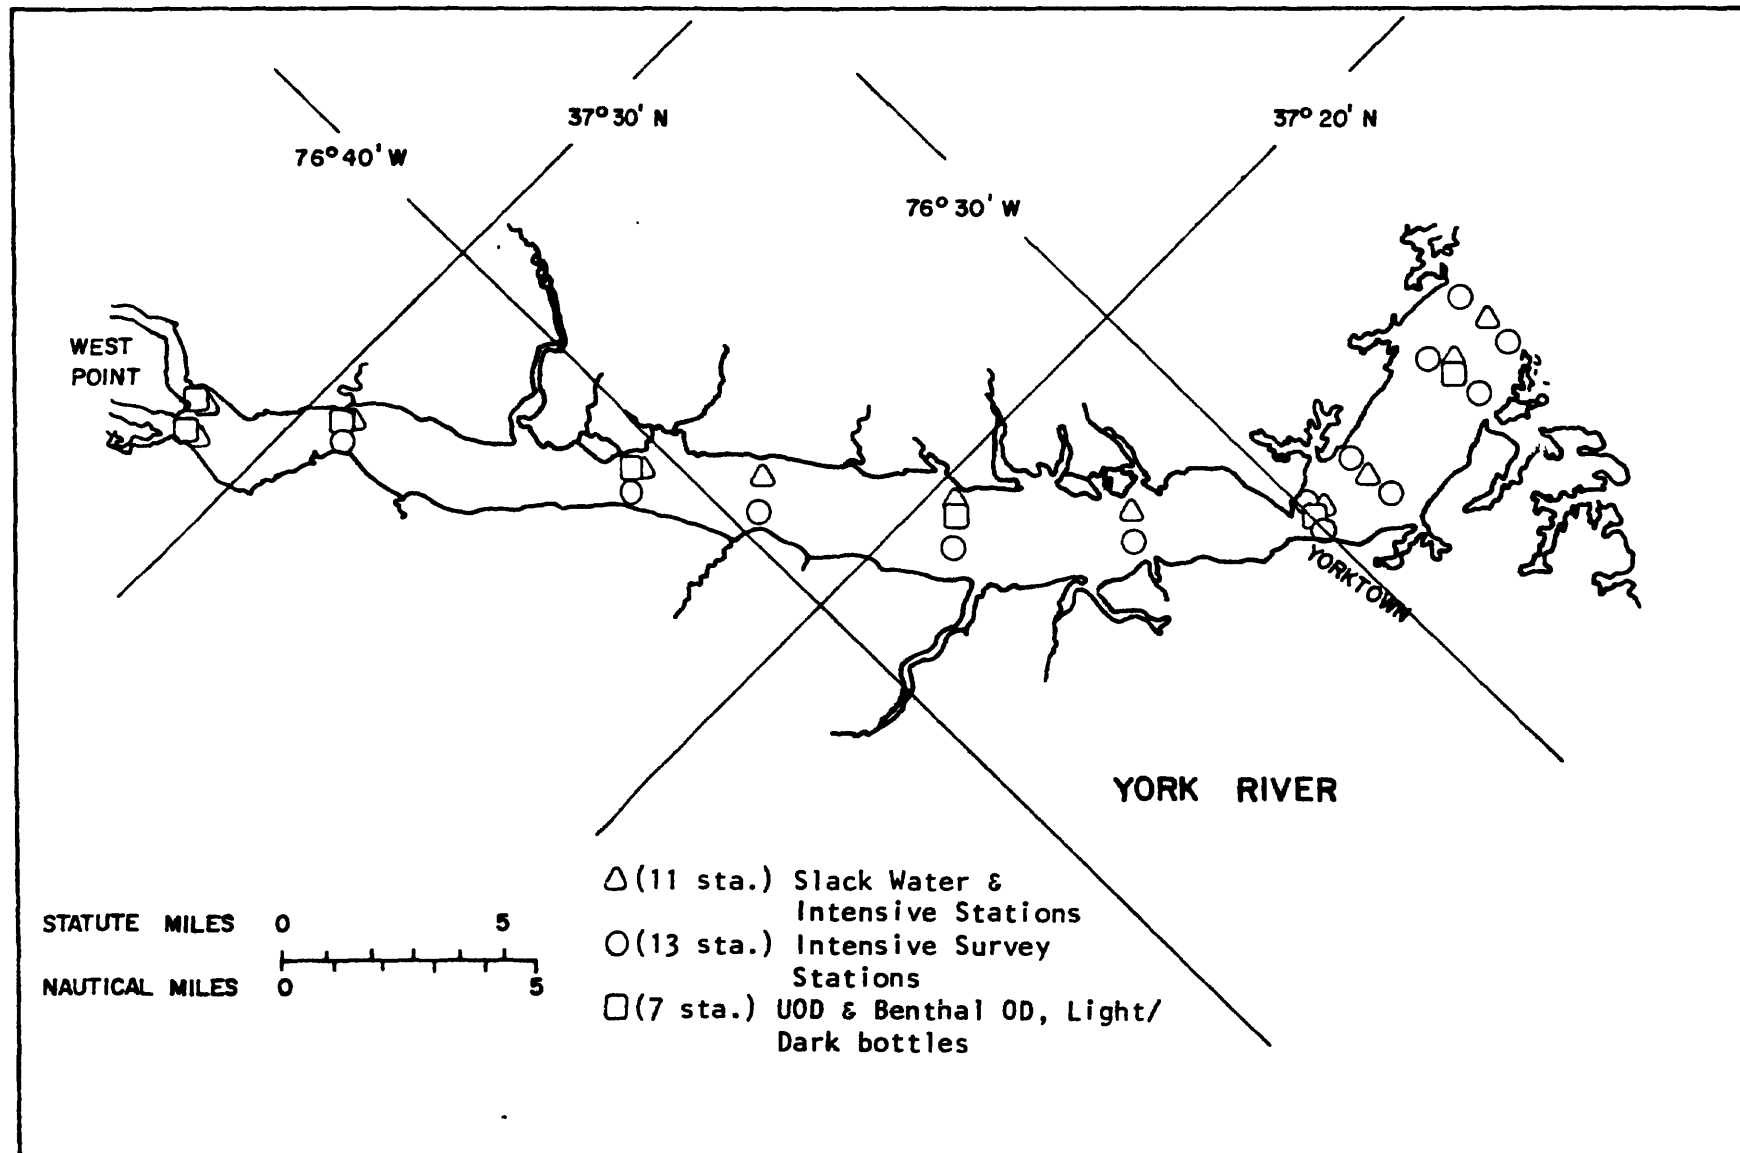 37° 30' N
37° 20' N
76° 40' W
76° 30' W
WEST
POINT
YORKTOWN
YORK RIVER
△ (11 sta.) Slack Water &
Intensive Stations
○ (13 sta.) Intensive Survey
Stations
□ (7 sta.) UOD & Benthal OD, Light/
Dark bottles
STATUTE MILES 0 5
NAUTICAL MILES 0 5